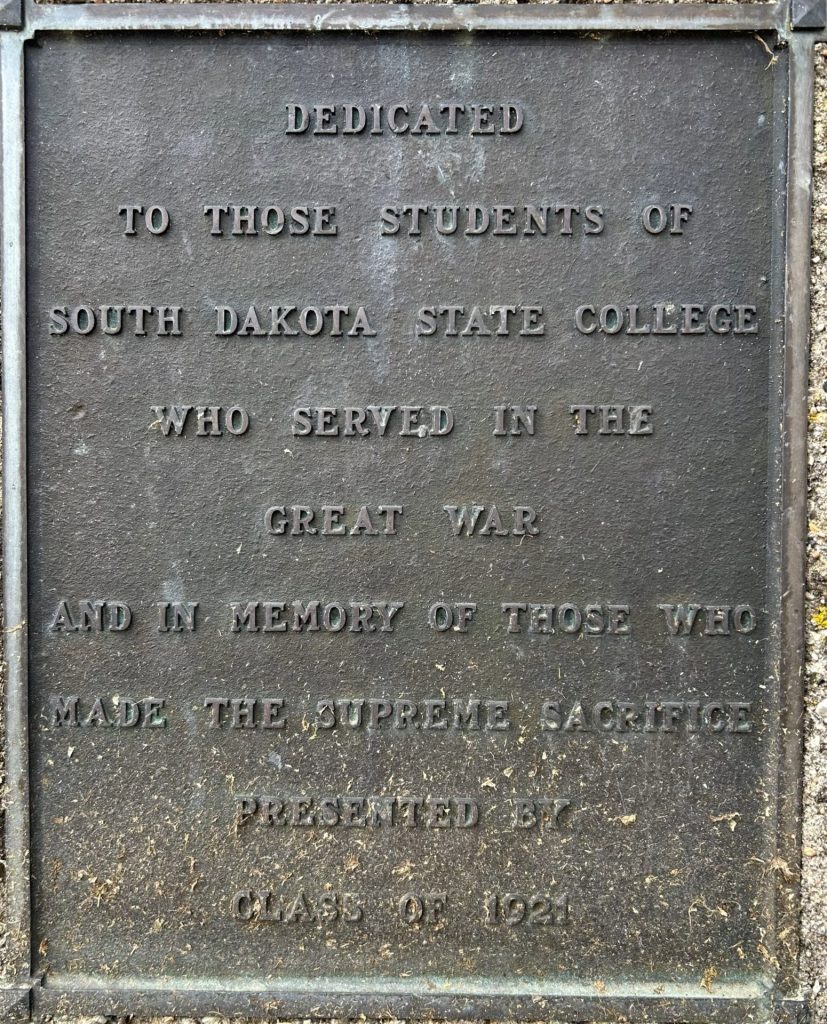 DEDICATED
TO THOSE STUDENTS OF
SOUTH DAKOTA STATE COLLEGE
WHO SERVED IN THE
GREAT WAR
AND IN MEMORY OF THOSE WHO
MADE THE SUPREME SACRIFICE
PRESENTED BY
CLASS OF 1921